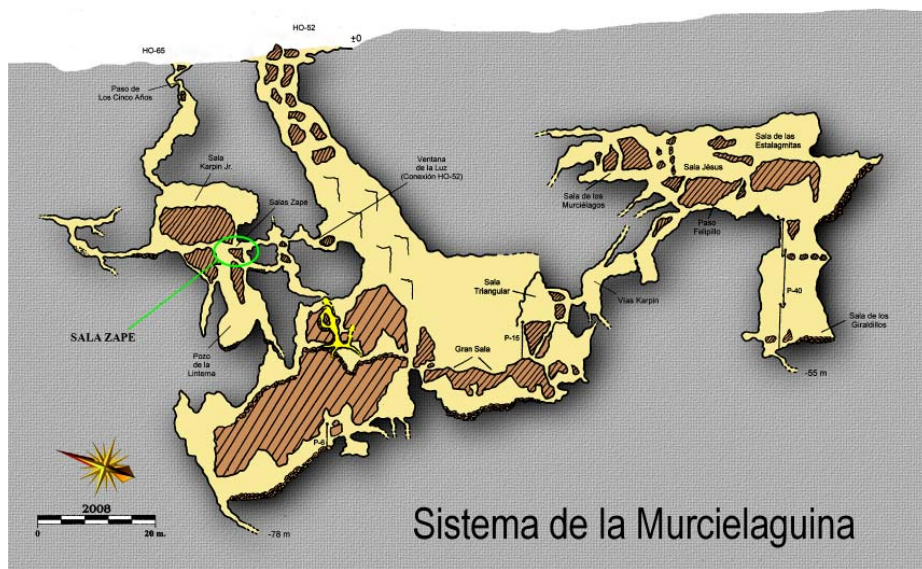 HO-52
±0
HO-65
Paso de
Los Cinco Años
Sala
Karpin Jr.
Ventana
de la Luz
(Conexión HO-52)
Salas Zape
Sala de las
Estalagmitas
Sala Jésus
Sala de los
Murciélagos
Paso
Felipillo
Sala
Triangular
Vías Karpin
P-40
SALA ZAPE
Pozo
de la
Linterna
Gran Sala
P-15
Sala de los
Giraldillos
-55 m
P-6
2008
0
20 m.
-78 m
Sistema de la Murcielaguina